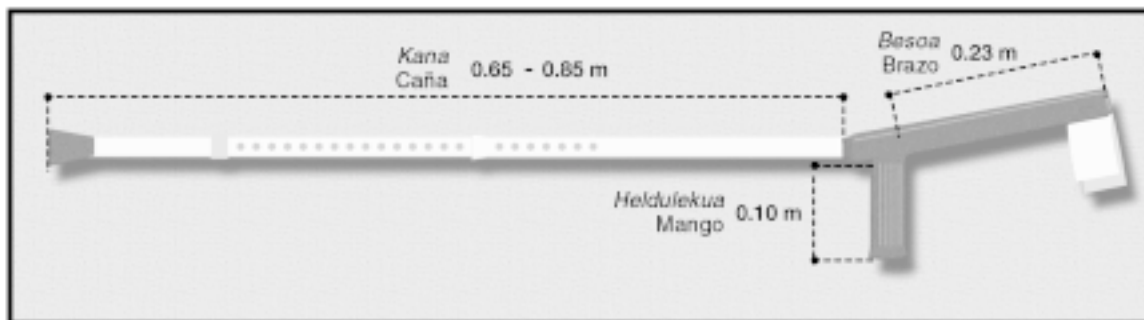 Kana
Caña
0.65 - 0.85 m
Besoa
Brazo
0.23 m
Heldulekua
Mango
0.10 m